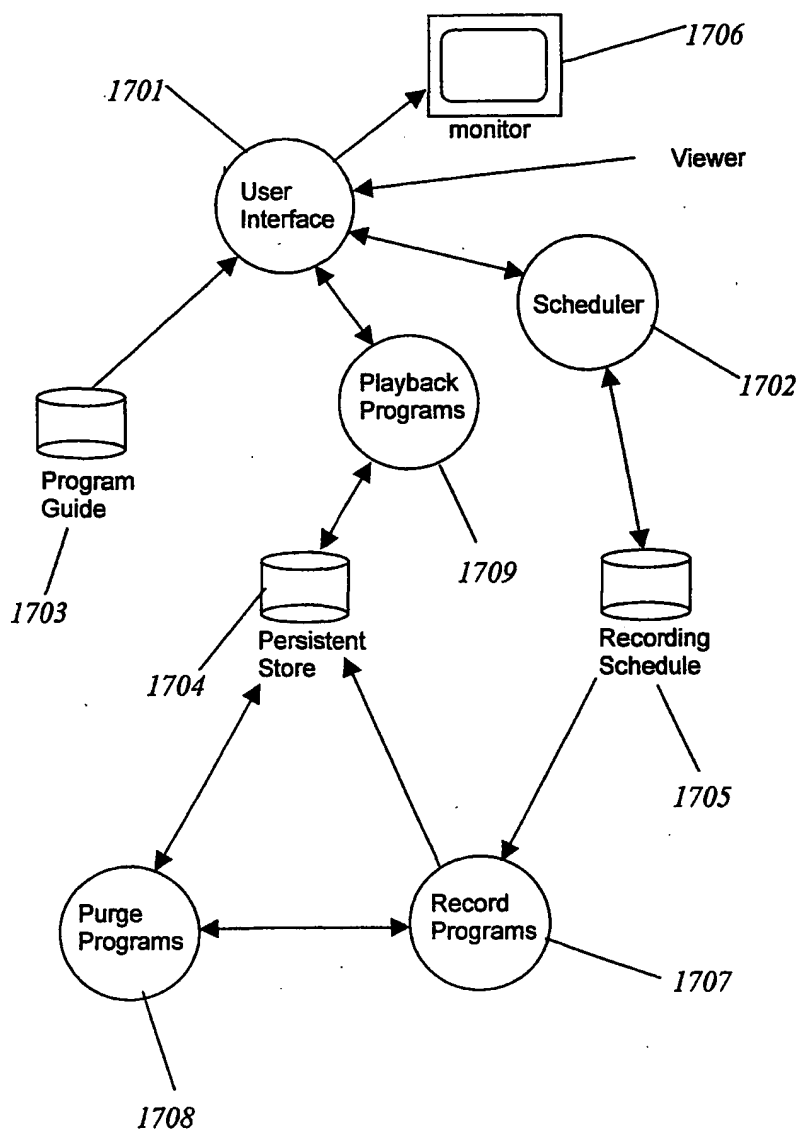 1706
1701
monitor
Viewer
User
Interface
Scheduler
1702
Playback
Programs
Program
Guide
1709
1703
Persistent
Store
Recording
Schedule
1704
1705
Purge
Programs
Record
Programs
1707
1708